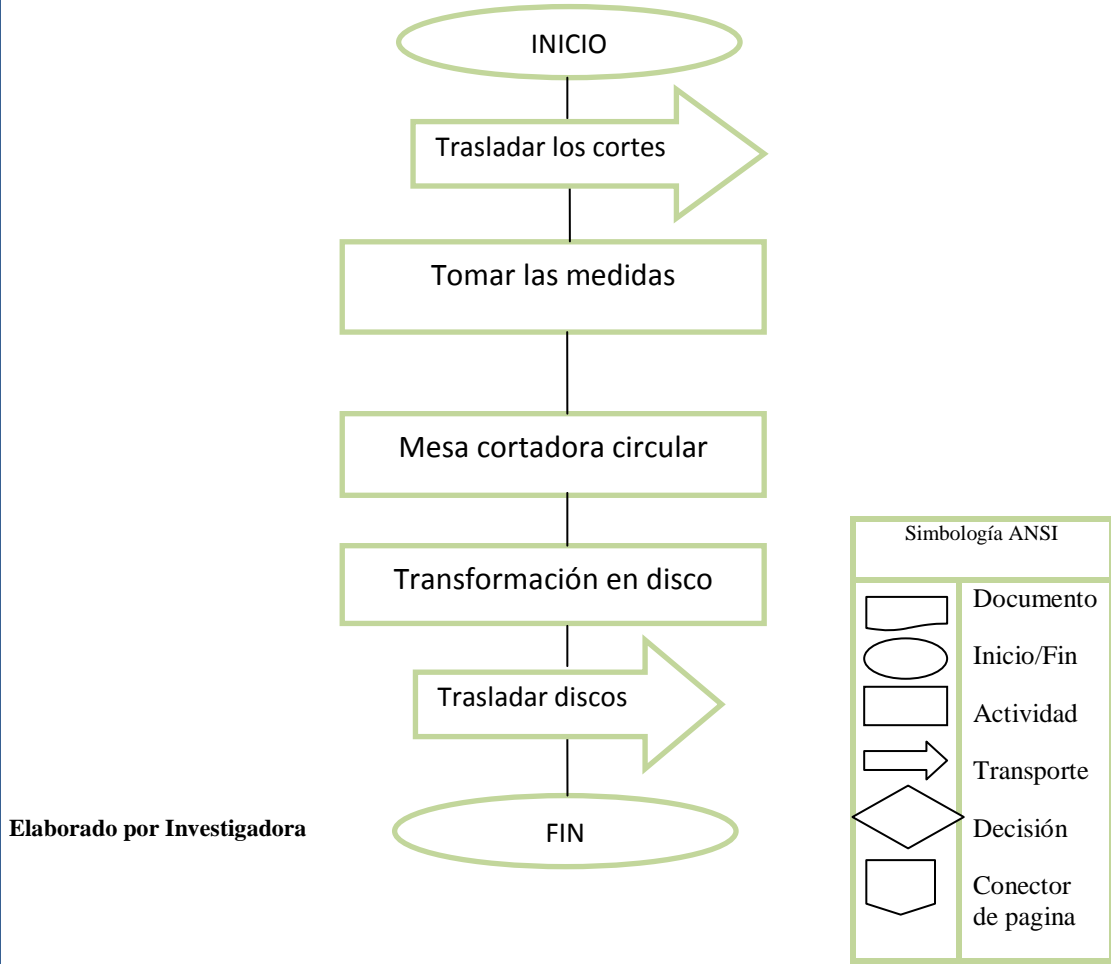 INICIO
Trasladar los cortes
Tomar las medidas
Mesa cortadora circular
Transformación en disco
Trasladar discos
FIN
Elaborado por Investigadora
Simbología ANSI
Documento
Inicio/Fin
Actividad
Transporte
Decisión
Conector
de pagina